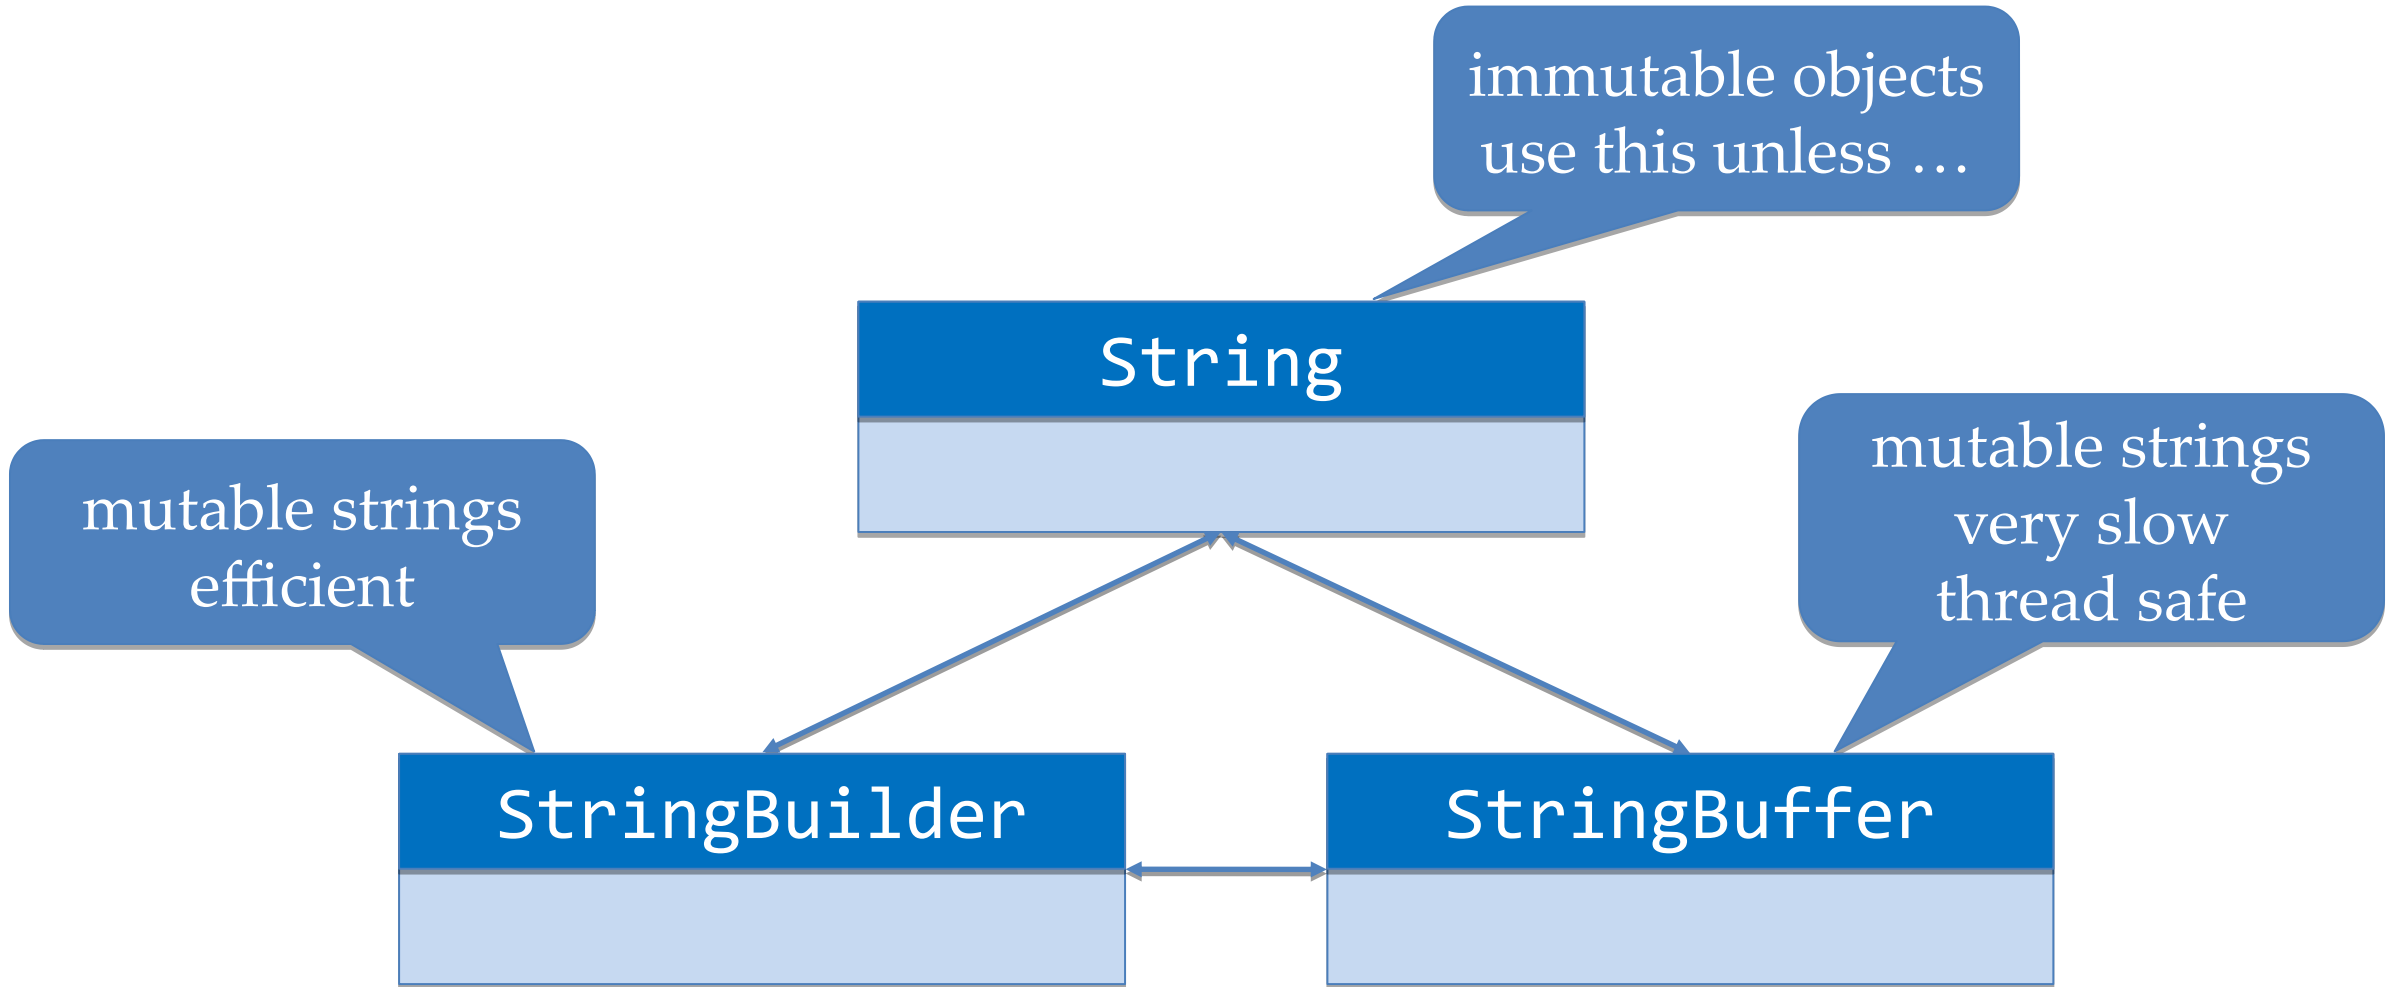 immutable objects
use this unless …
String
mutable strings
efficient
mutable strings
very slow
thread safe
StringBuilder
StringBuffer